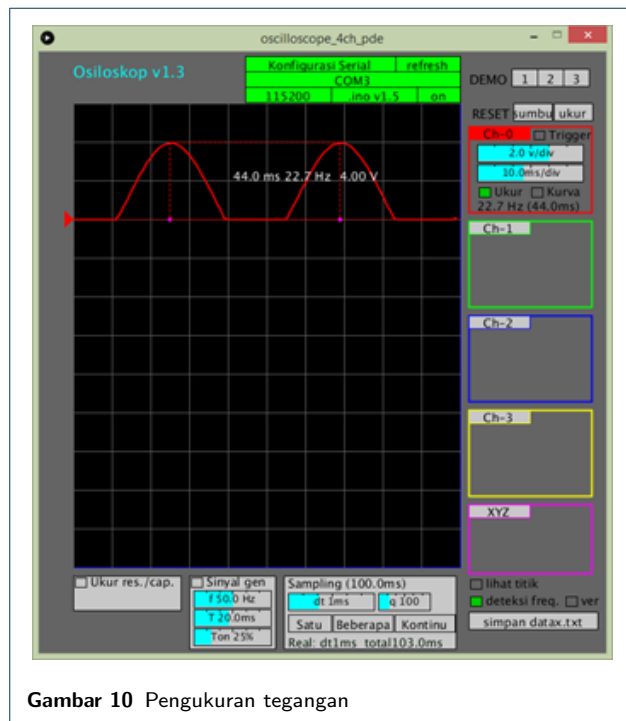 oscilloscope_4ch_pde
Osiloskop v1.3
Konfigurasi Serial refresh
COM3
115200 .ino v1.5 on
DEMO 1 2 3
RESET sumbu ukur
Ch-0 Trigger
2.0 v/div
10.0ms/div
Ukur Kurva
22.7 Hz (44.0ms)
44.0 ms 22.7 Hz 4.00 V
Ch-1
Ch-2
Ch-3
XYZ
Ukur res./cap.
Sinyal gen
f 50.0 Hz
T 20.0ms
Ton 25%
Sampling (100.0ms)
dt 1ms q 100
Satu Beberapa Kontinu
Real: dt1ms total103.0ms
lihat titik
deteksi freq. ver
simpan datax.txt
Gambar 10 Pengukuran tegangan